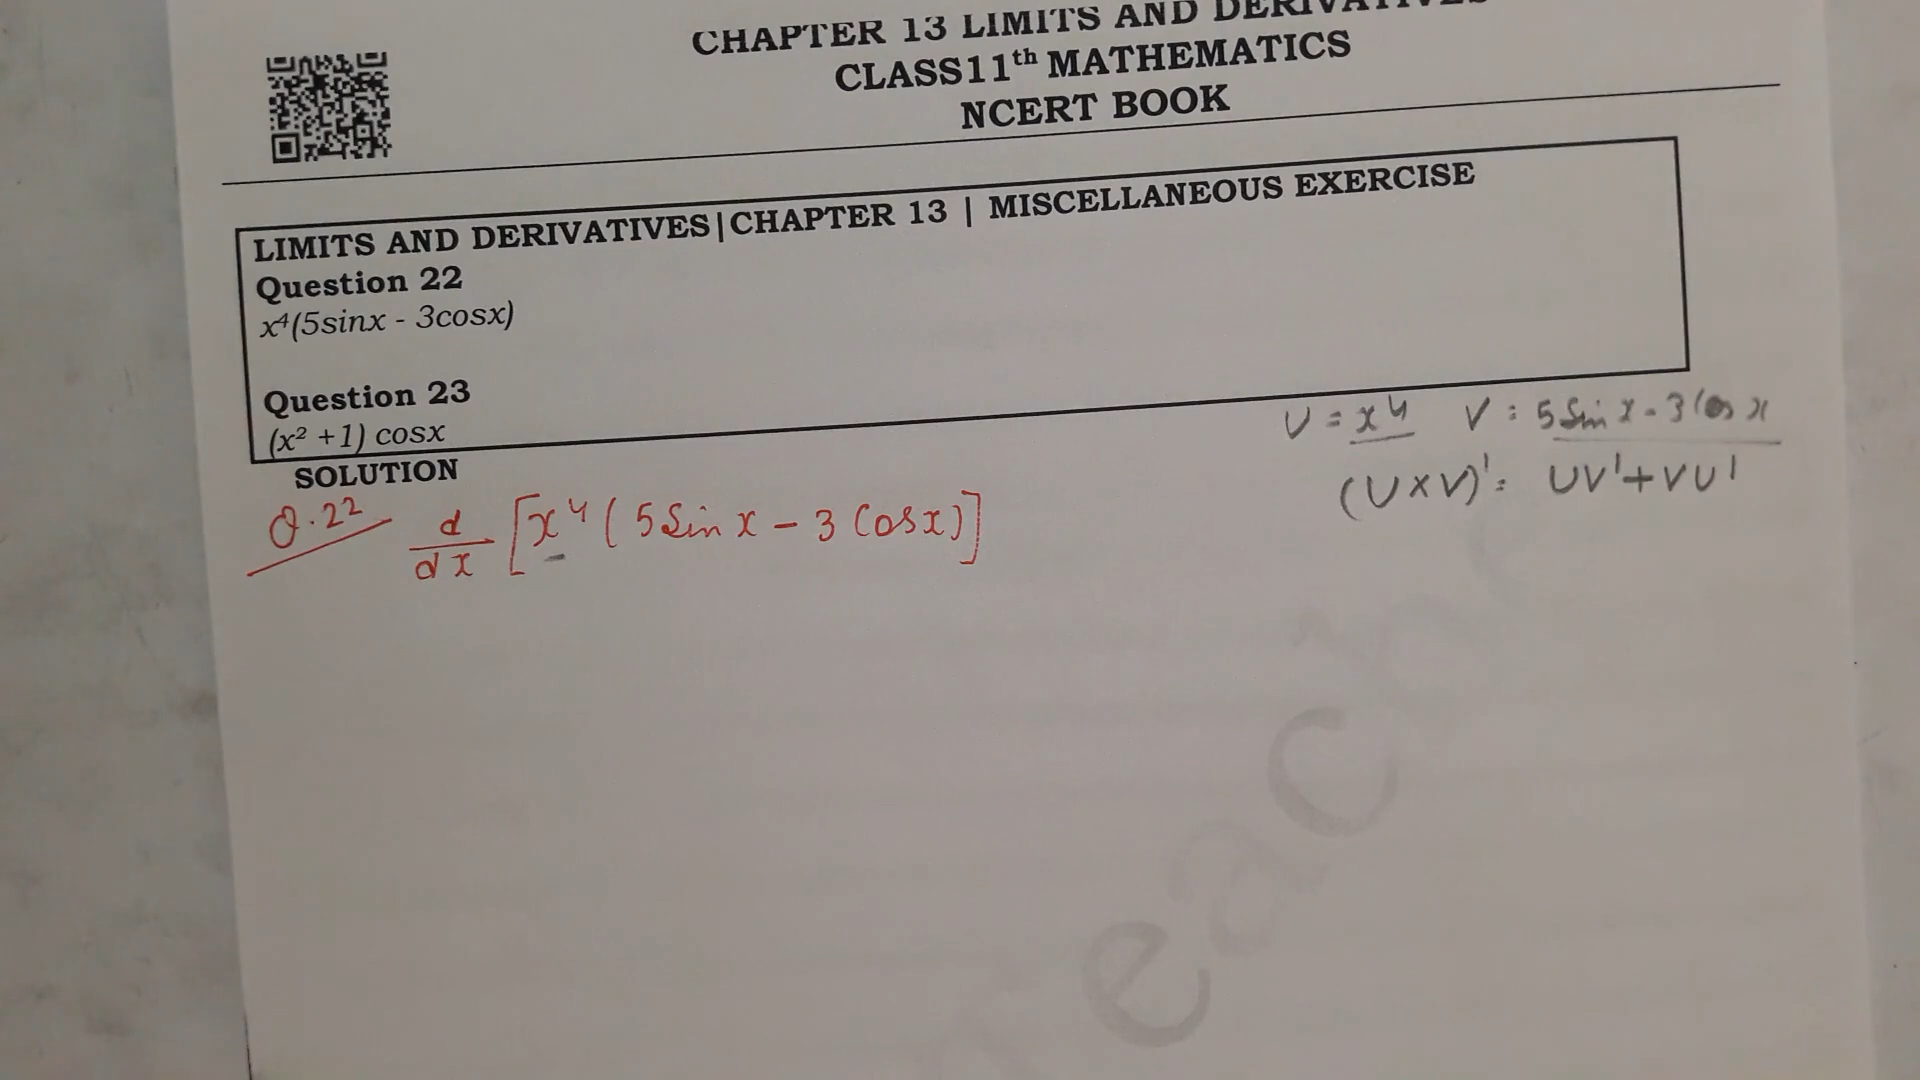 CHAPTER 13 LIMITS AND DERIVATIVES
CLASS11th MATHEMATICS
NCERT BOOK
LIMITS AND DERIVATIVES|CHAPTER 13 | MISCELLANEOUS EXERCISE
Question 22
x⁴(5sinx - 3cosx)
Question 23
(x² +1) cosx
SOLUTION
U = x⁴ V : 5 Sin x - 3 Cos x
(U×V)' : UV' + VU'
Q.22 d/dx [x⁴ ( 5 Sin x - 3 Cos x)]
eac